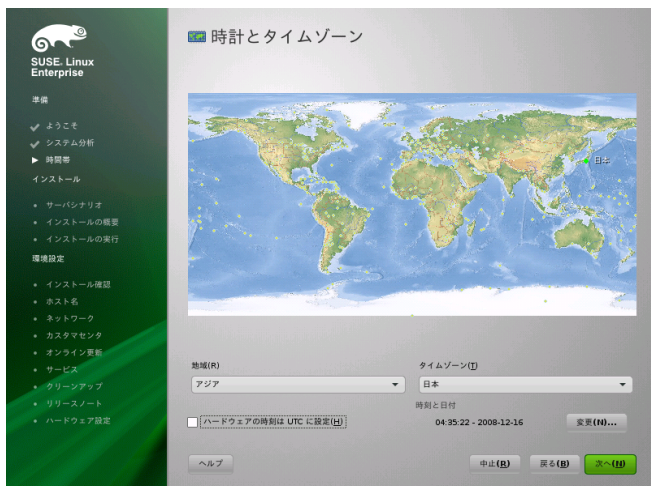 SUSE. Linux
Enterprise
準備
ようこそ
システム分析
時間帯
インストール
サーバシナリオ
インストールの概要
インストールの実行
環境設定
インストール確認
ホスト名
ネットワーク
カスタマセンタ
オンライン更新
サービス
クリーンアップ
リリースノート
ハードウェア設定
時計とタイムゾーン
日本
地域(R)
アジア
タイムゾーン(T)
日本
ハードウェアの時刻は UTC に設定(H)
時刻と日付
04:35:22 - 2008-12-16
変更(N)...
ヘルプ
中止(R)
戻る(B)
次へ(N)